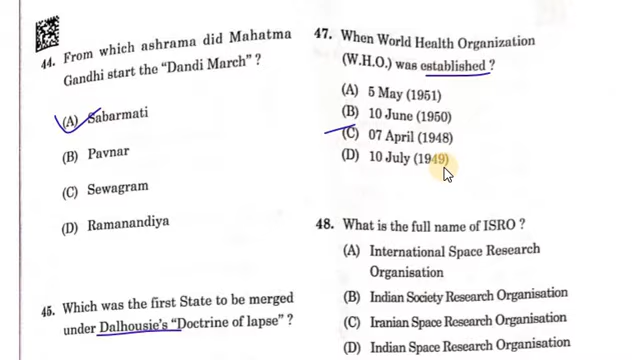 44. From which ashrama did Mahatma
Gandhi start the “Dandi March” ?
(A) Sabarmati
(B) Pavnar
(C) Sewagram
(D) Ramanandiya
45. Which was the first State to be merged
under Dalhousie's “Doctrine of lapse” ?
47. When World Health Organization
(W.H.O.) was established ?
(A) 5 May (1951)
(B) 10 June (1950)
(C) 07 April (1948)
(D) 10 July (1949)
48. What is the full name of ISRO ?
(A) International Space Research
Organisation
(B) Indian Society Research Organisation
(C) Iranian Space Research Organisation
(D) Indian Space Research Organisation